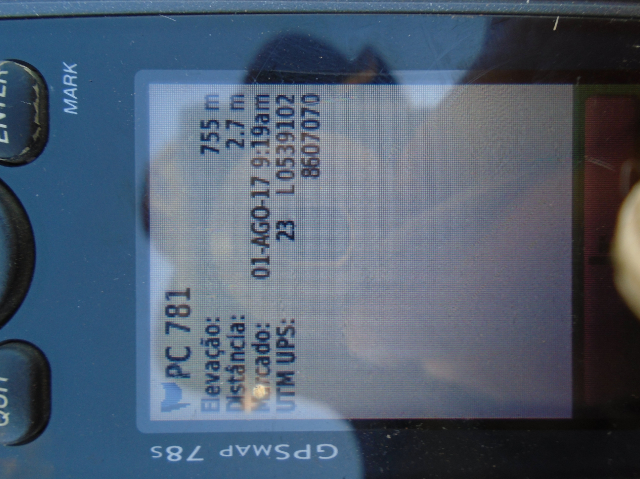 PC 781
Elevação: 755 m
Distância: 2.7 m
Marcado: 01-AGO-17 9:19am
UTM UPS: 23 L 0539102
8607070
ENTER
MARK
QUIT
GPSMAP 78s